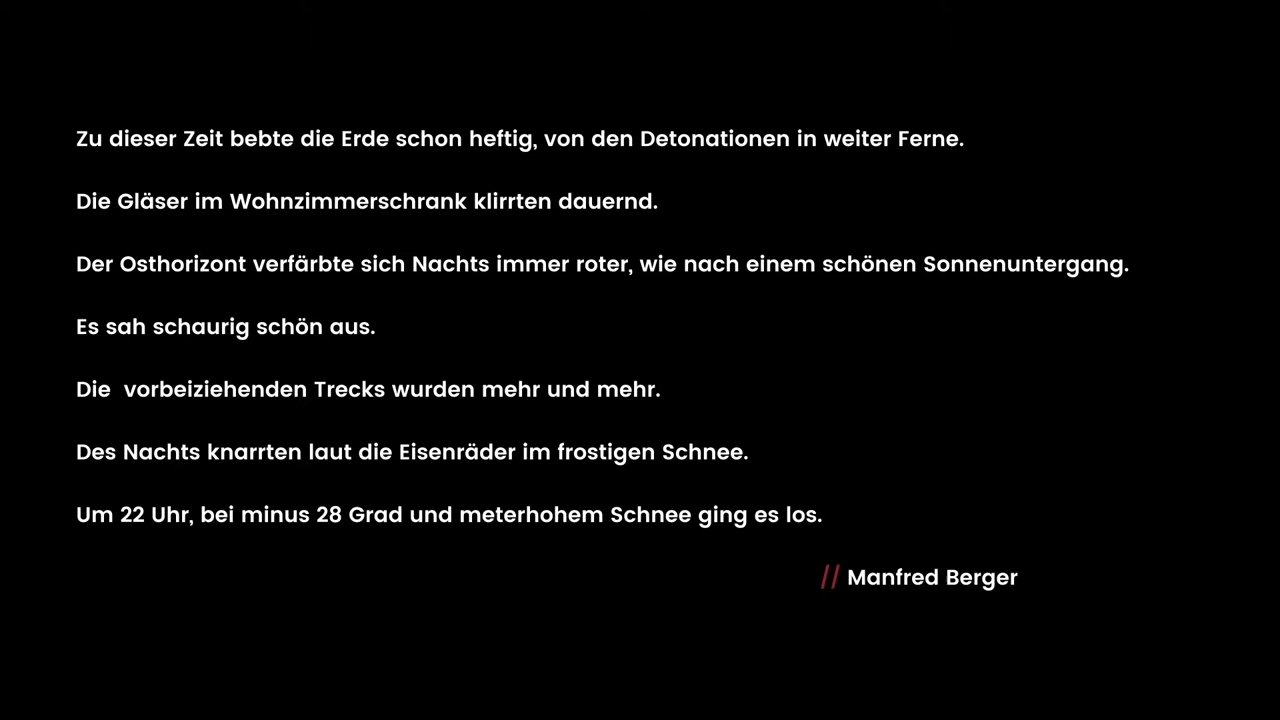 Zu dieser Zeit bebte die Erde schon heftig, von den Detonationen in weiter Ferne.
Die Gläser im Wohnzimmerschrank klirrten dauernd.
Der Osthorizont verfärbte sich Nachts immer roter, wie nach einem schönen Sonnenuntergang.
Es sah schaurig schön aus.
Die  vorbeiziehenden Trecks wurden mehr und mehr.
Des Nachts knarrten laut die Eisenräder im frostigen Schnee.
Um 22 Uhr, bei minus 28 Grad und meterhohem Schnee ging es los.
// Manfred Berger